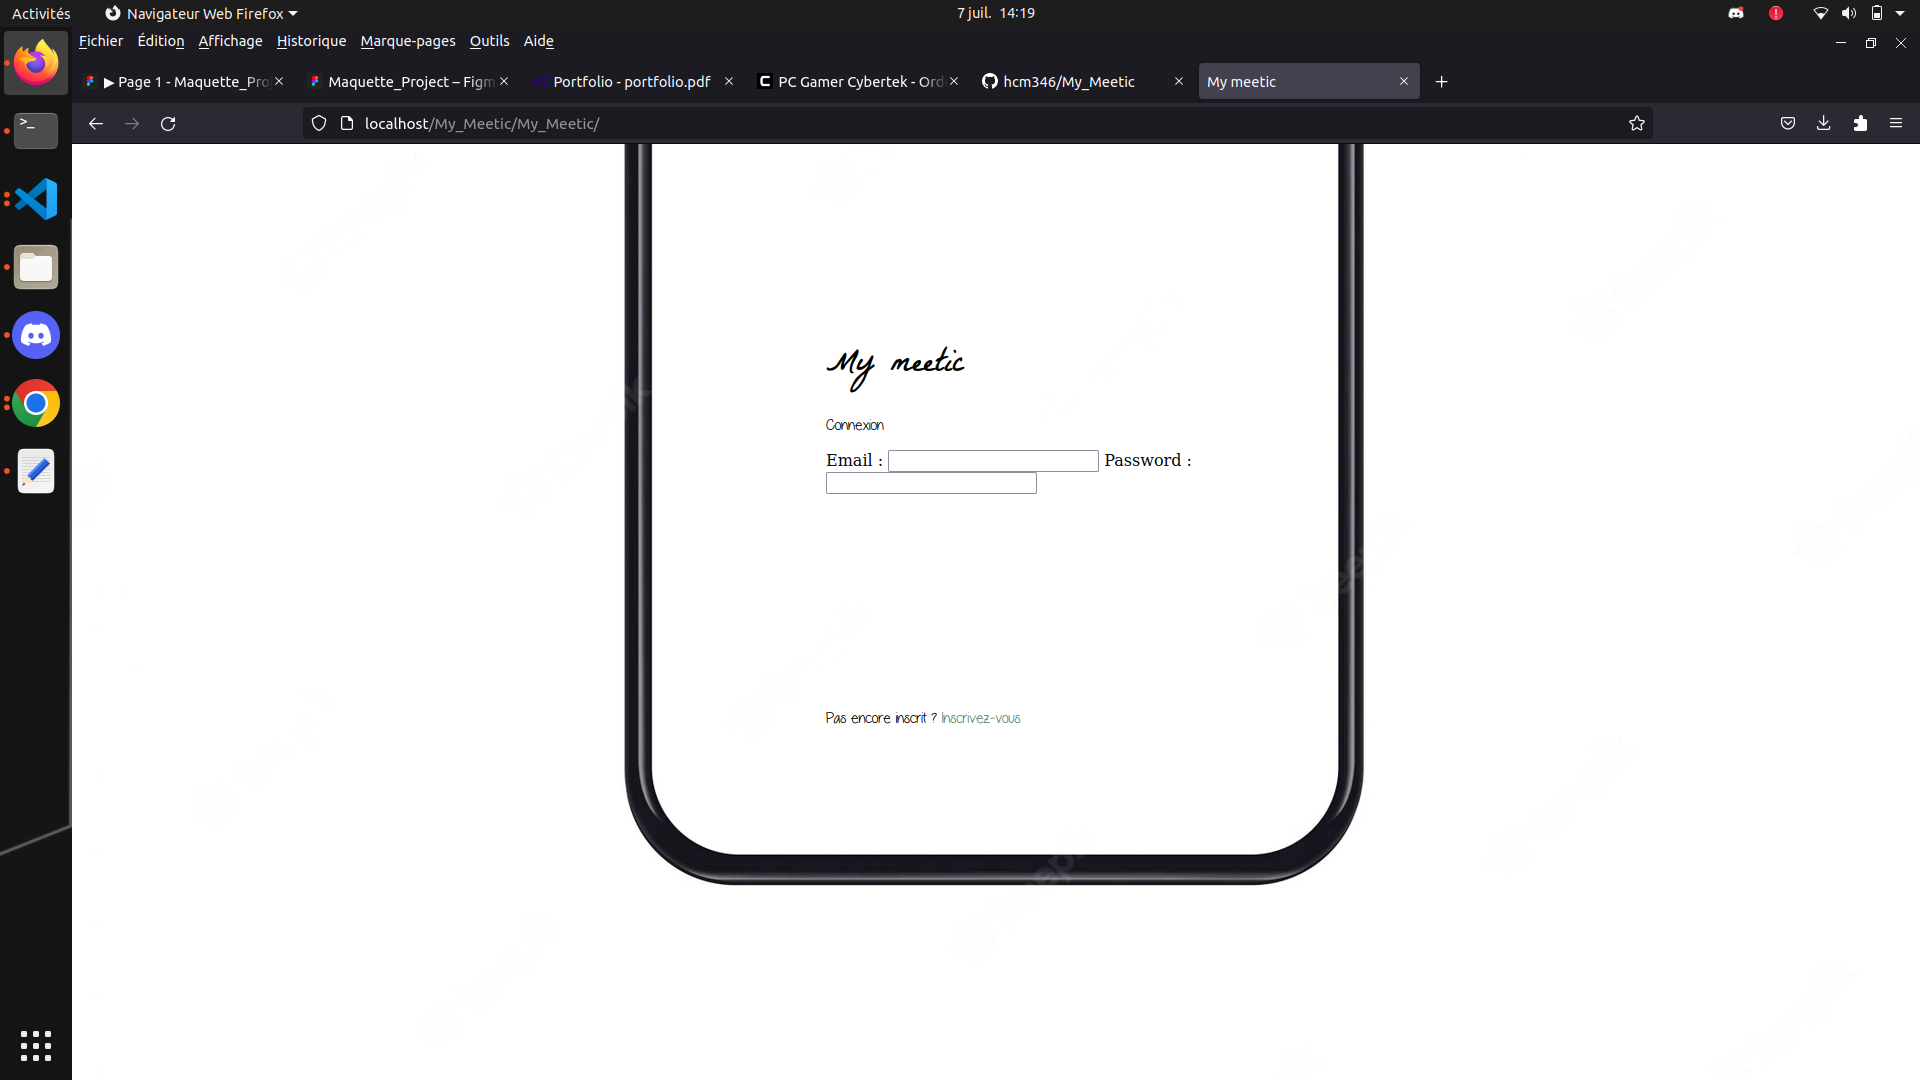 Activités
Navigateur Web Firefox
7 juil. 14:19
Fichier Édition Affichage Historique Marque-pages Outils Aide
▶ Page 1 - Maquette_Pro
Maquette_Project – Figm
Portfolio - portfolio.pdf
PC Gamer Cybertek - Ord
hcm346/My_Meetic
My meetic
localhost/My_Meetic/My_Meetic/
My meetic
Connexion
Email : Password :
Pas encore inscrit ? Inscrivez-vous